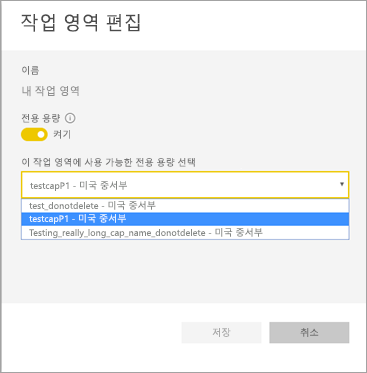 작업 영역 편집
이름
내 작업 영역
전용 용량
켜기
이 작업 영역에 사용 가능한 전용 용량 선택
testcapP1 - 미국 중서부
test_donotdelete - 미국 중서부
testcapP1 - 미국 중서부
Testing_really_long_cap_name_donotdelete - 미국 중서부
저장 취소